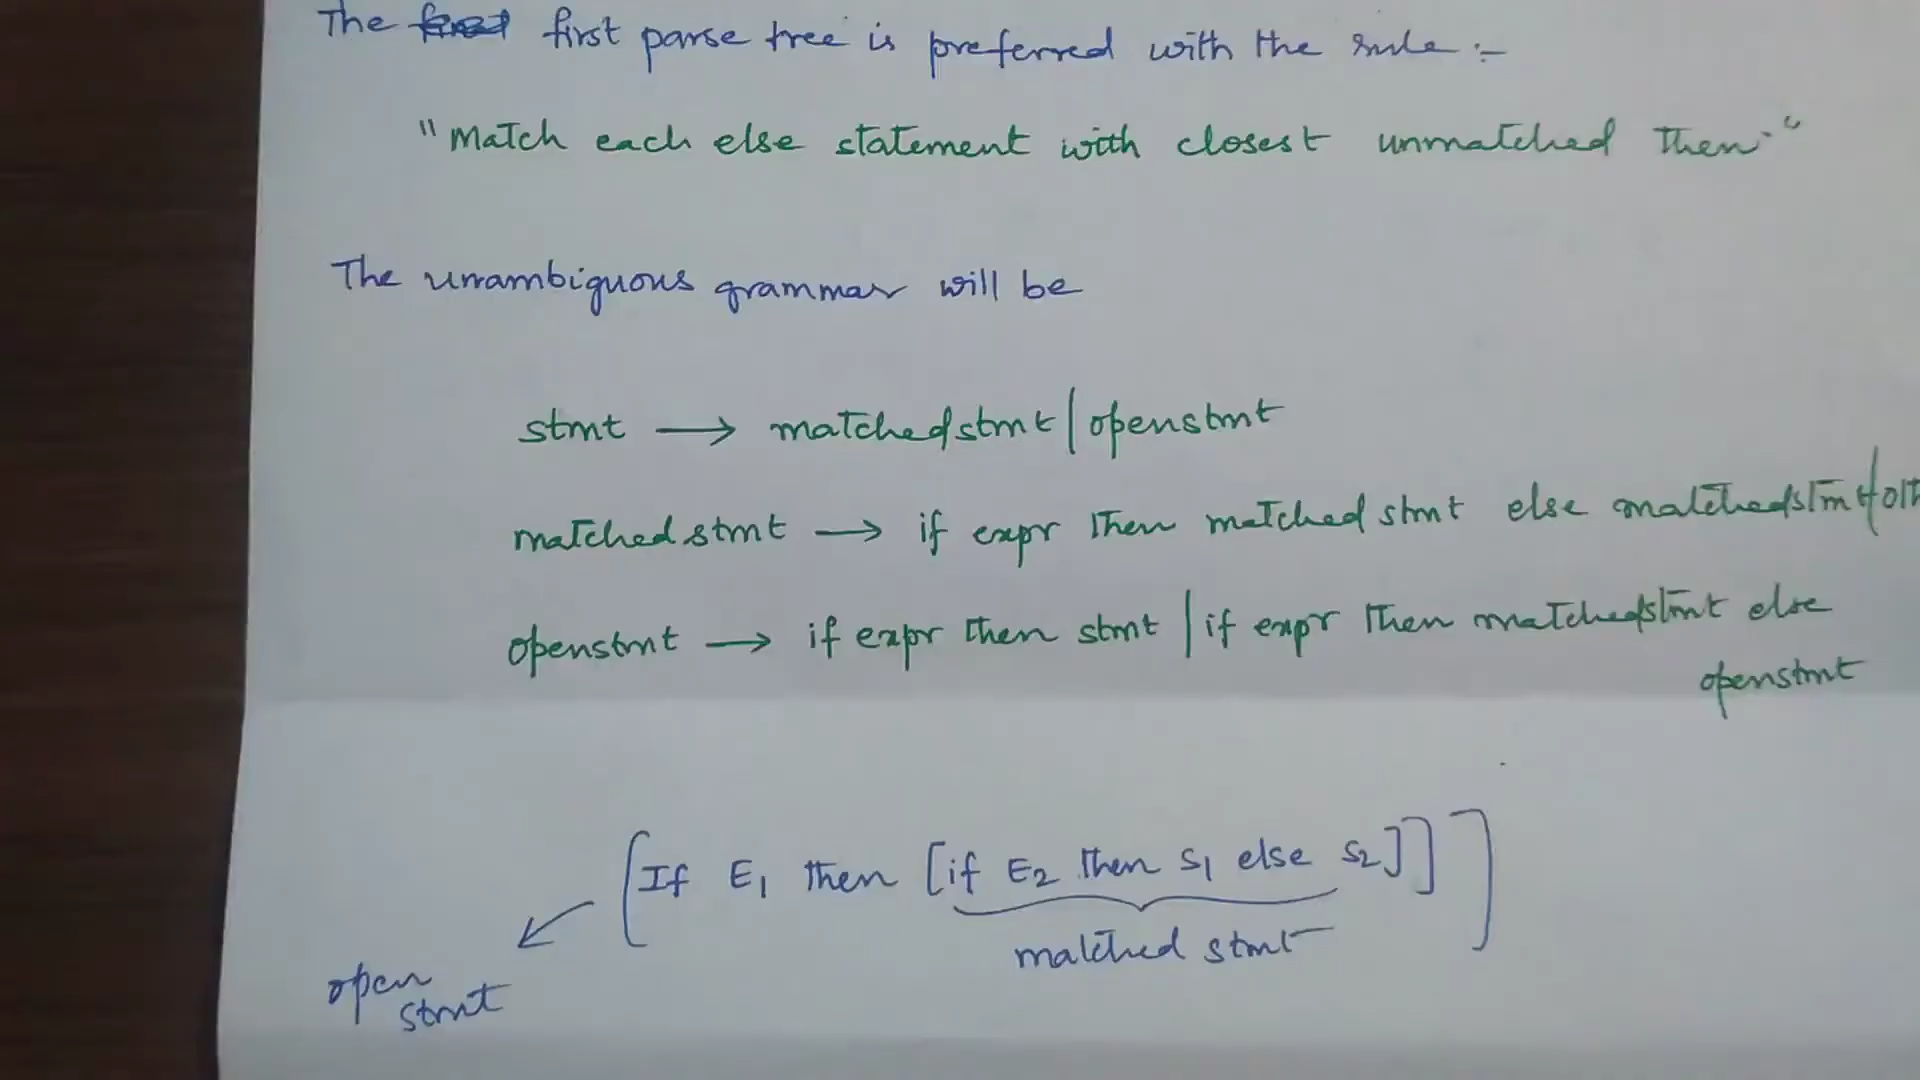 The first parse tree is preferred with the rule :-
"Match each else statement with closest unmatched then."
The unambiguous grammar will be
stmt → matchedstmt | openstmt
matchedstmt → if expr then matchedstmt else matchedstmt | oth
openstmt → if expr then stmt | if expr then matchedstmt else
openstmt
[If E1 then [if E2 then S1 else S2]]]
matched stmt
open
stmt